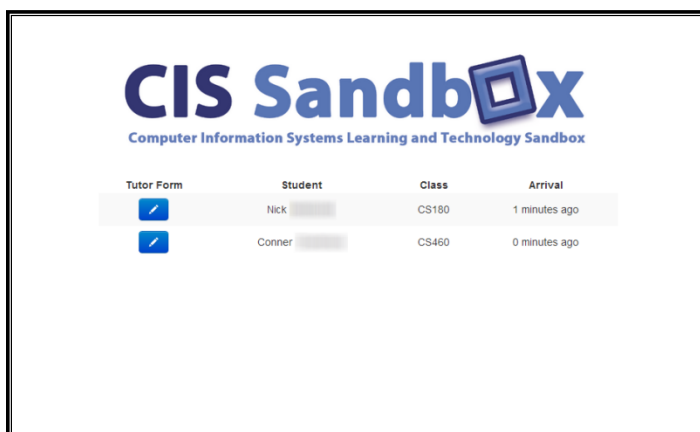 CIS Sandbox
Computer Information Systems Learning and Technology Sandbox
Tutor Form Student Class Arrival
Nick CS180 1 minutes ago
Conner CS460 0 minutes ago